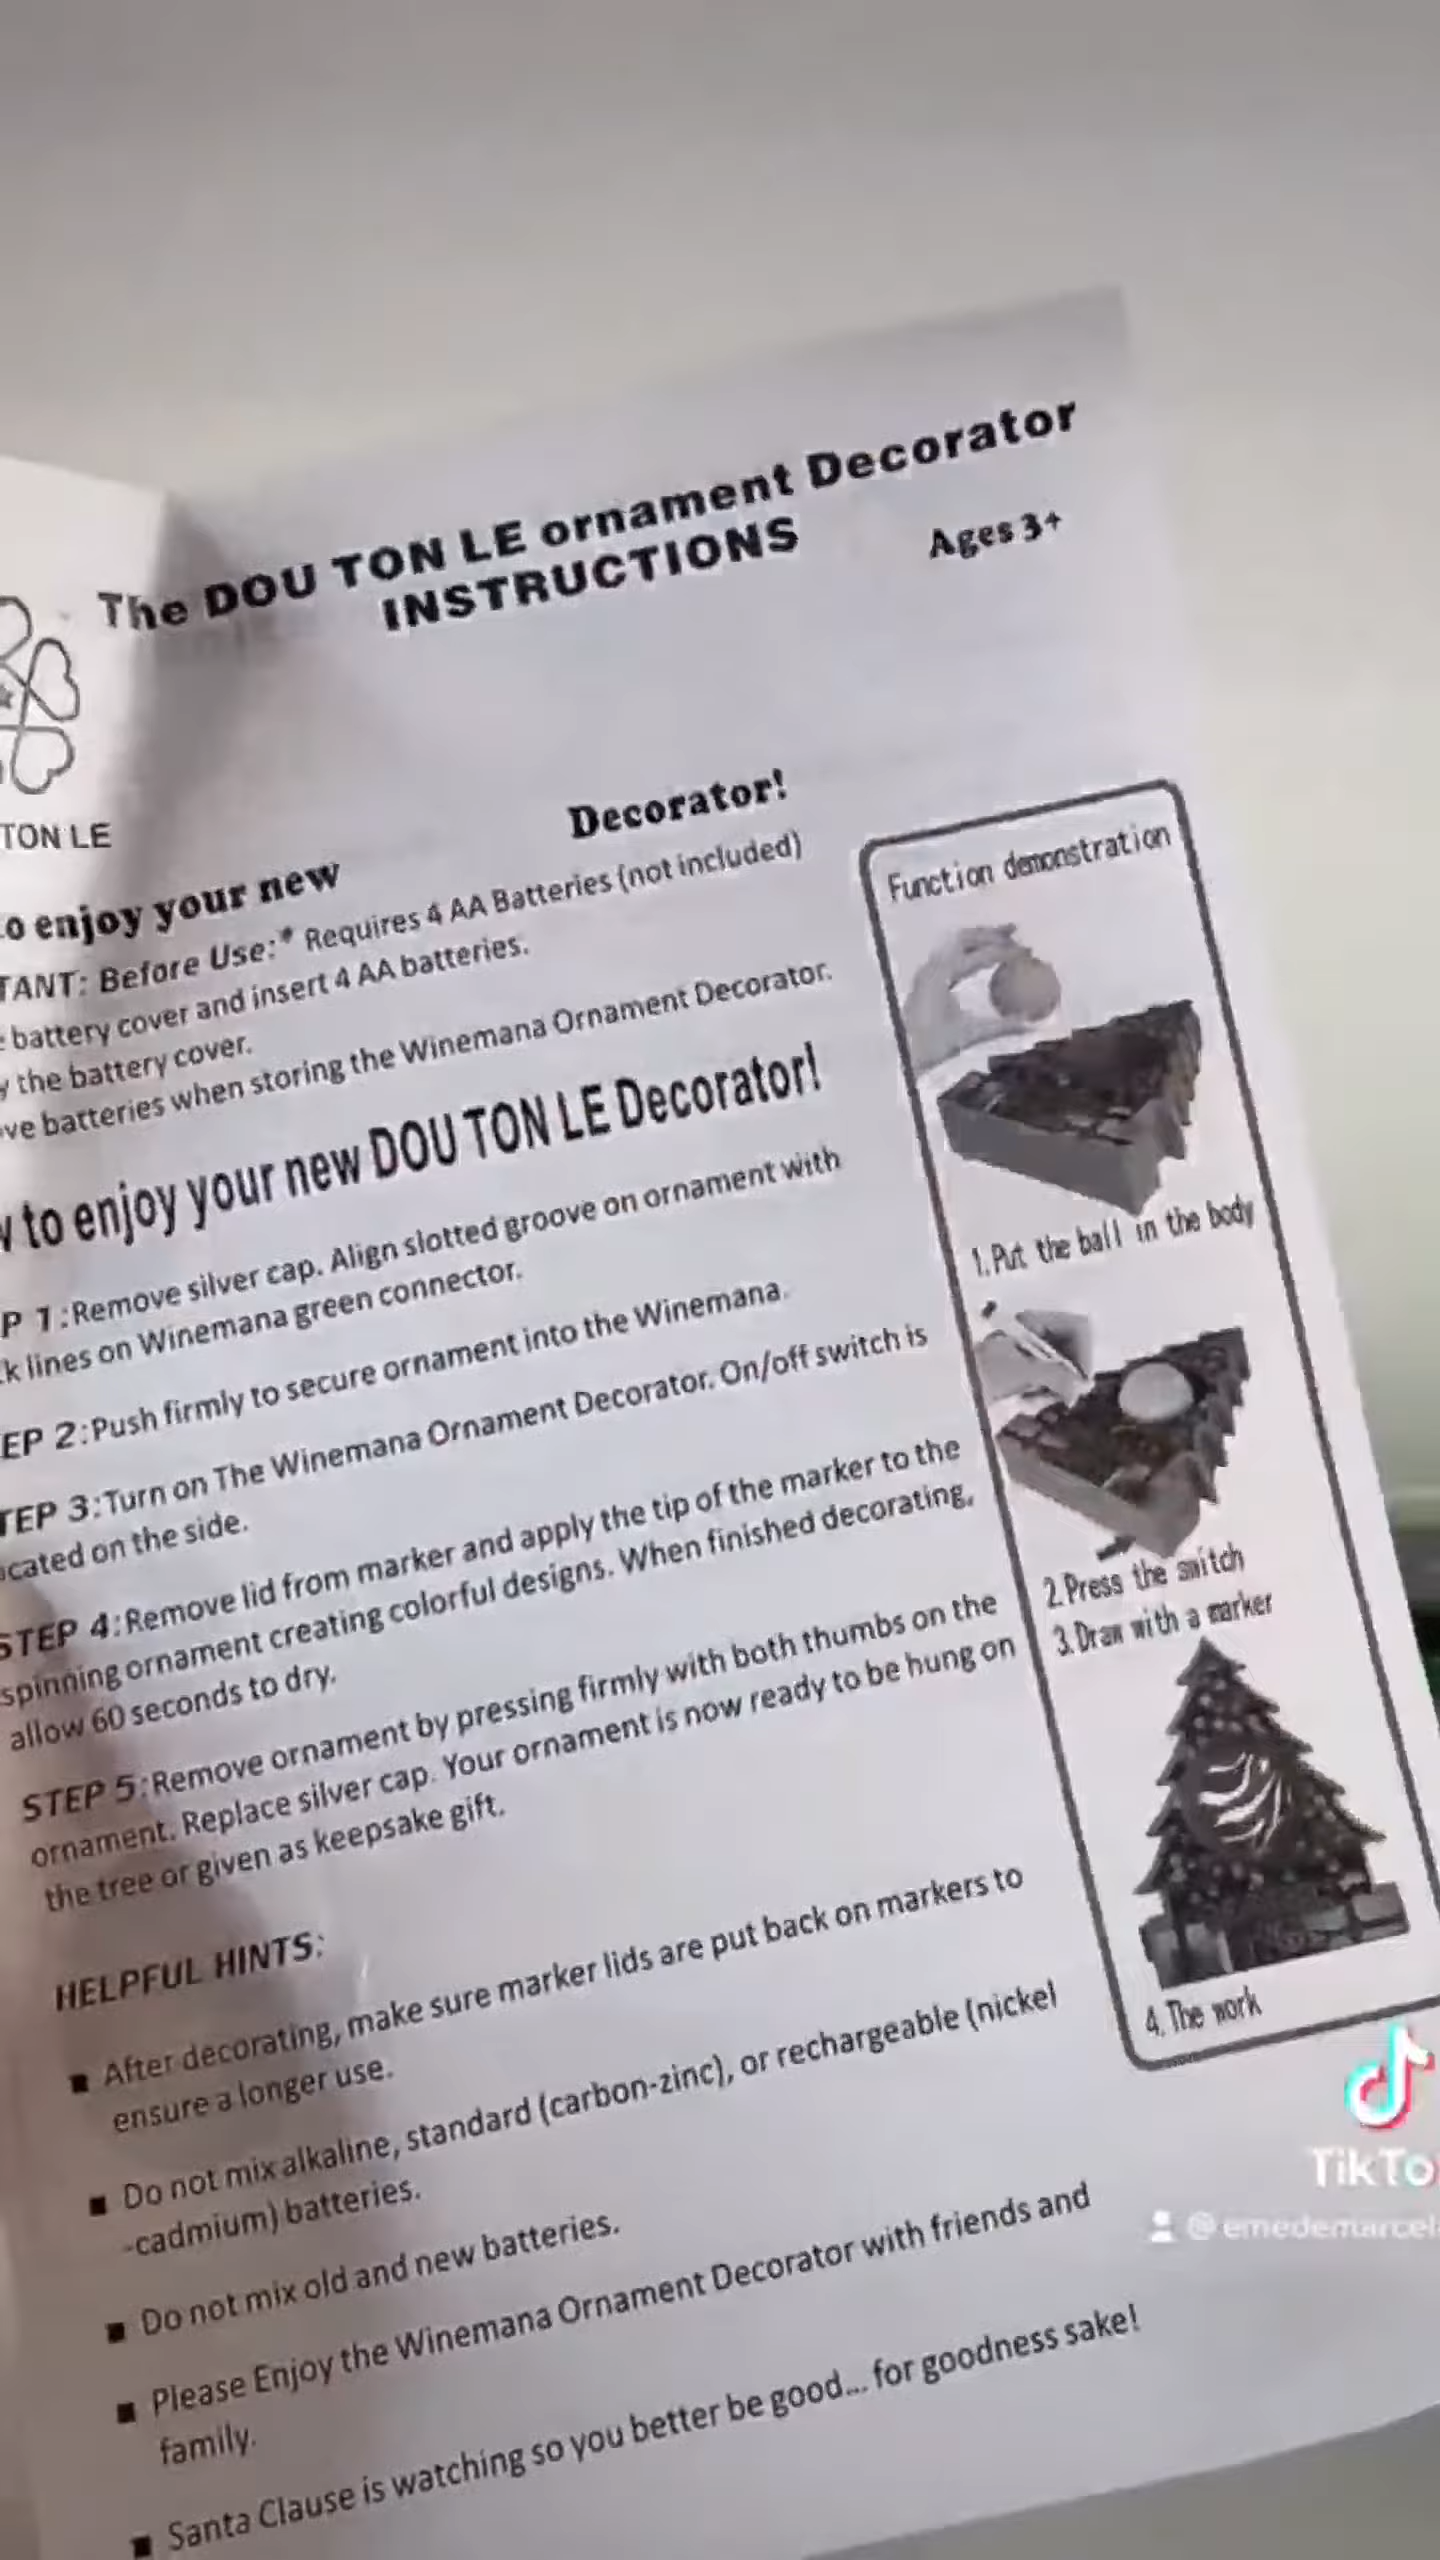 The DOU TON LE ornament Decorator
INSTRUCTIONS
Ages 3+
TON LE
enjoy your new
Decorator!
TANT: Before Use:* Requires 4 AA Batteries (not included)
battery cover and insert 4 AA batteries.
the battery cover.
ve batteries when storing the Winemana Ornament Decorator.
to enjoy your new DOU TON LE Decorator!
P 1:Remove silver cap. Align slotted groove on ornament with
k lines on Winemana green connector.
EP 2:Push firmly to secure ornament into the Winemana.
TEP 3:Turn on The Winemana Ornament Decorator. On/off switch is
cated on the side.
STEP 4:Remove lid from marker and apply the tip of the marker to the
spinning ornament creating colorful designs. When finished decorating,
allow 60 seconds to dry.
STEP 5:Remove ornament by pressing firmly with both thumbs on the
ornament. Replace silver cap. Your ornament is now ready to be hung on
the tree or given as keepsake gift.
HELPFUL HINTS:
■ After decorating, make sure marker lids are put back on markers to
ensure a longer use.
■ Do not mix alkaline, standard (carbon-zinc), or rechargeable (nickel
-cadmium) batteries.
■ Do not mix old and new batteries.
■ Please Enjoy the Winemana Ornament Decorator with friends and
family.
■ Santa Clause is watching so you better be good... for goodness sake!
Function demonstration
1.Put the ball in the body
2.Press the switch
3.Draw with a marker
4.The work
TikTo
@emedemarcel